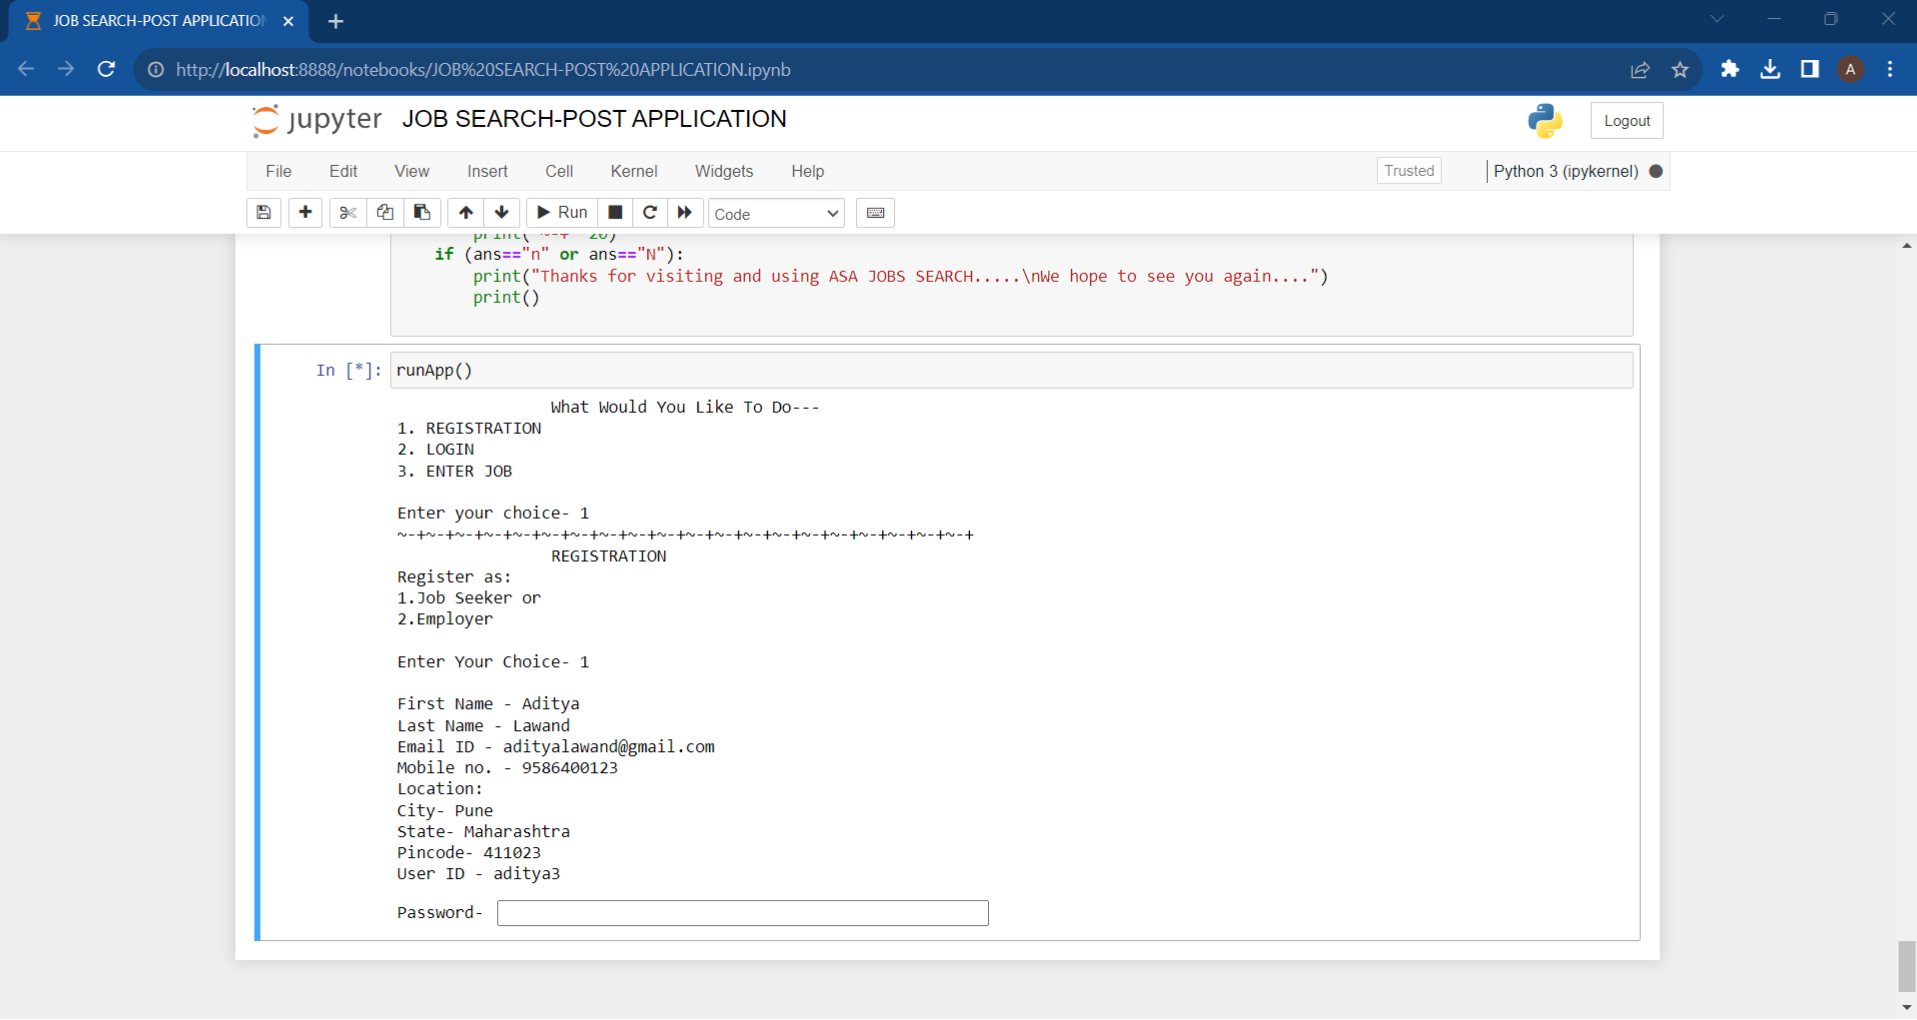 JOB SEARCH-POST APPLICATION
http://localhost:8888/notebooks/JOB%20SEARCH-POST%20APPLICATION.ipynb
A
jupyter JOB SEARCH-POST APPLICATION
Logout
File Edit View Insert Cell Kernel Widgets Help
Trusted
Python 3 (ipykernel)
Run
Code
if (ans=="n" or ans=="N"):
print("Thanks for visiting and using ASA JOBS SEARCH.....\nWe hope to see you again....")
print()
In [*]: runApp()
What Would You Like To Do---
1. REGISTRATION
2. LOGIN
3. ENTER JOB
Enter your choice- 1
~-+~-+~-+~-+~-+~-+~-+~-+~-+~-+~-+~-+~-+~-+~-+~-+~-+~-+~-+~-+
REGISTRATION
Register as:
1.Job Seeker or
2.Employer
Enter Your Choice- 1
First Name - Aditya
Last Name - Lawand
Email ID - adityalawand@gmail.com
Mobile no. - 9586400123
Location:
City- Pune
State- Maharashtra
Pincode- 411023
User ID - aditya3
Password-